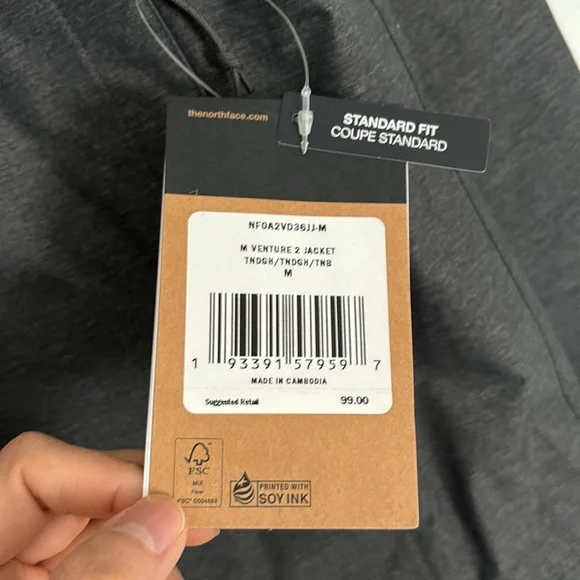 thenorthface.com
STANDARD FIT
COUPE STANDARD
NF0A2VD36JJ-M
M VENTURE 2 JACKET
TNDGH/TNDGH/TNB
M
1 93391 57959 7
MADE IN CAMBODIA
Suggested Retail 99.00
FSC
MIX
Paper
PRINTED WITH
SOY INK